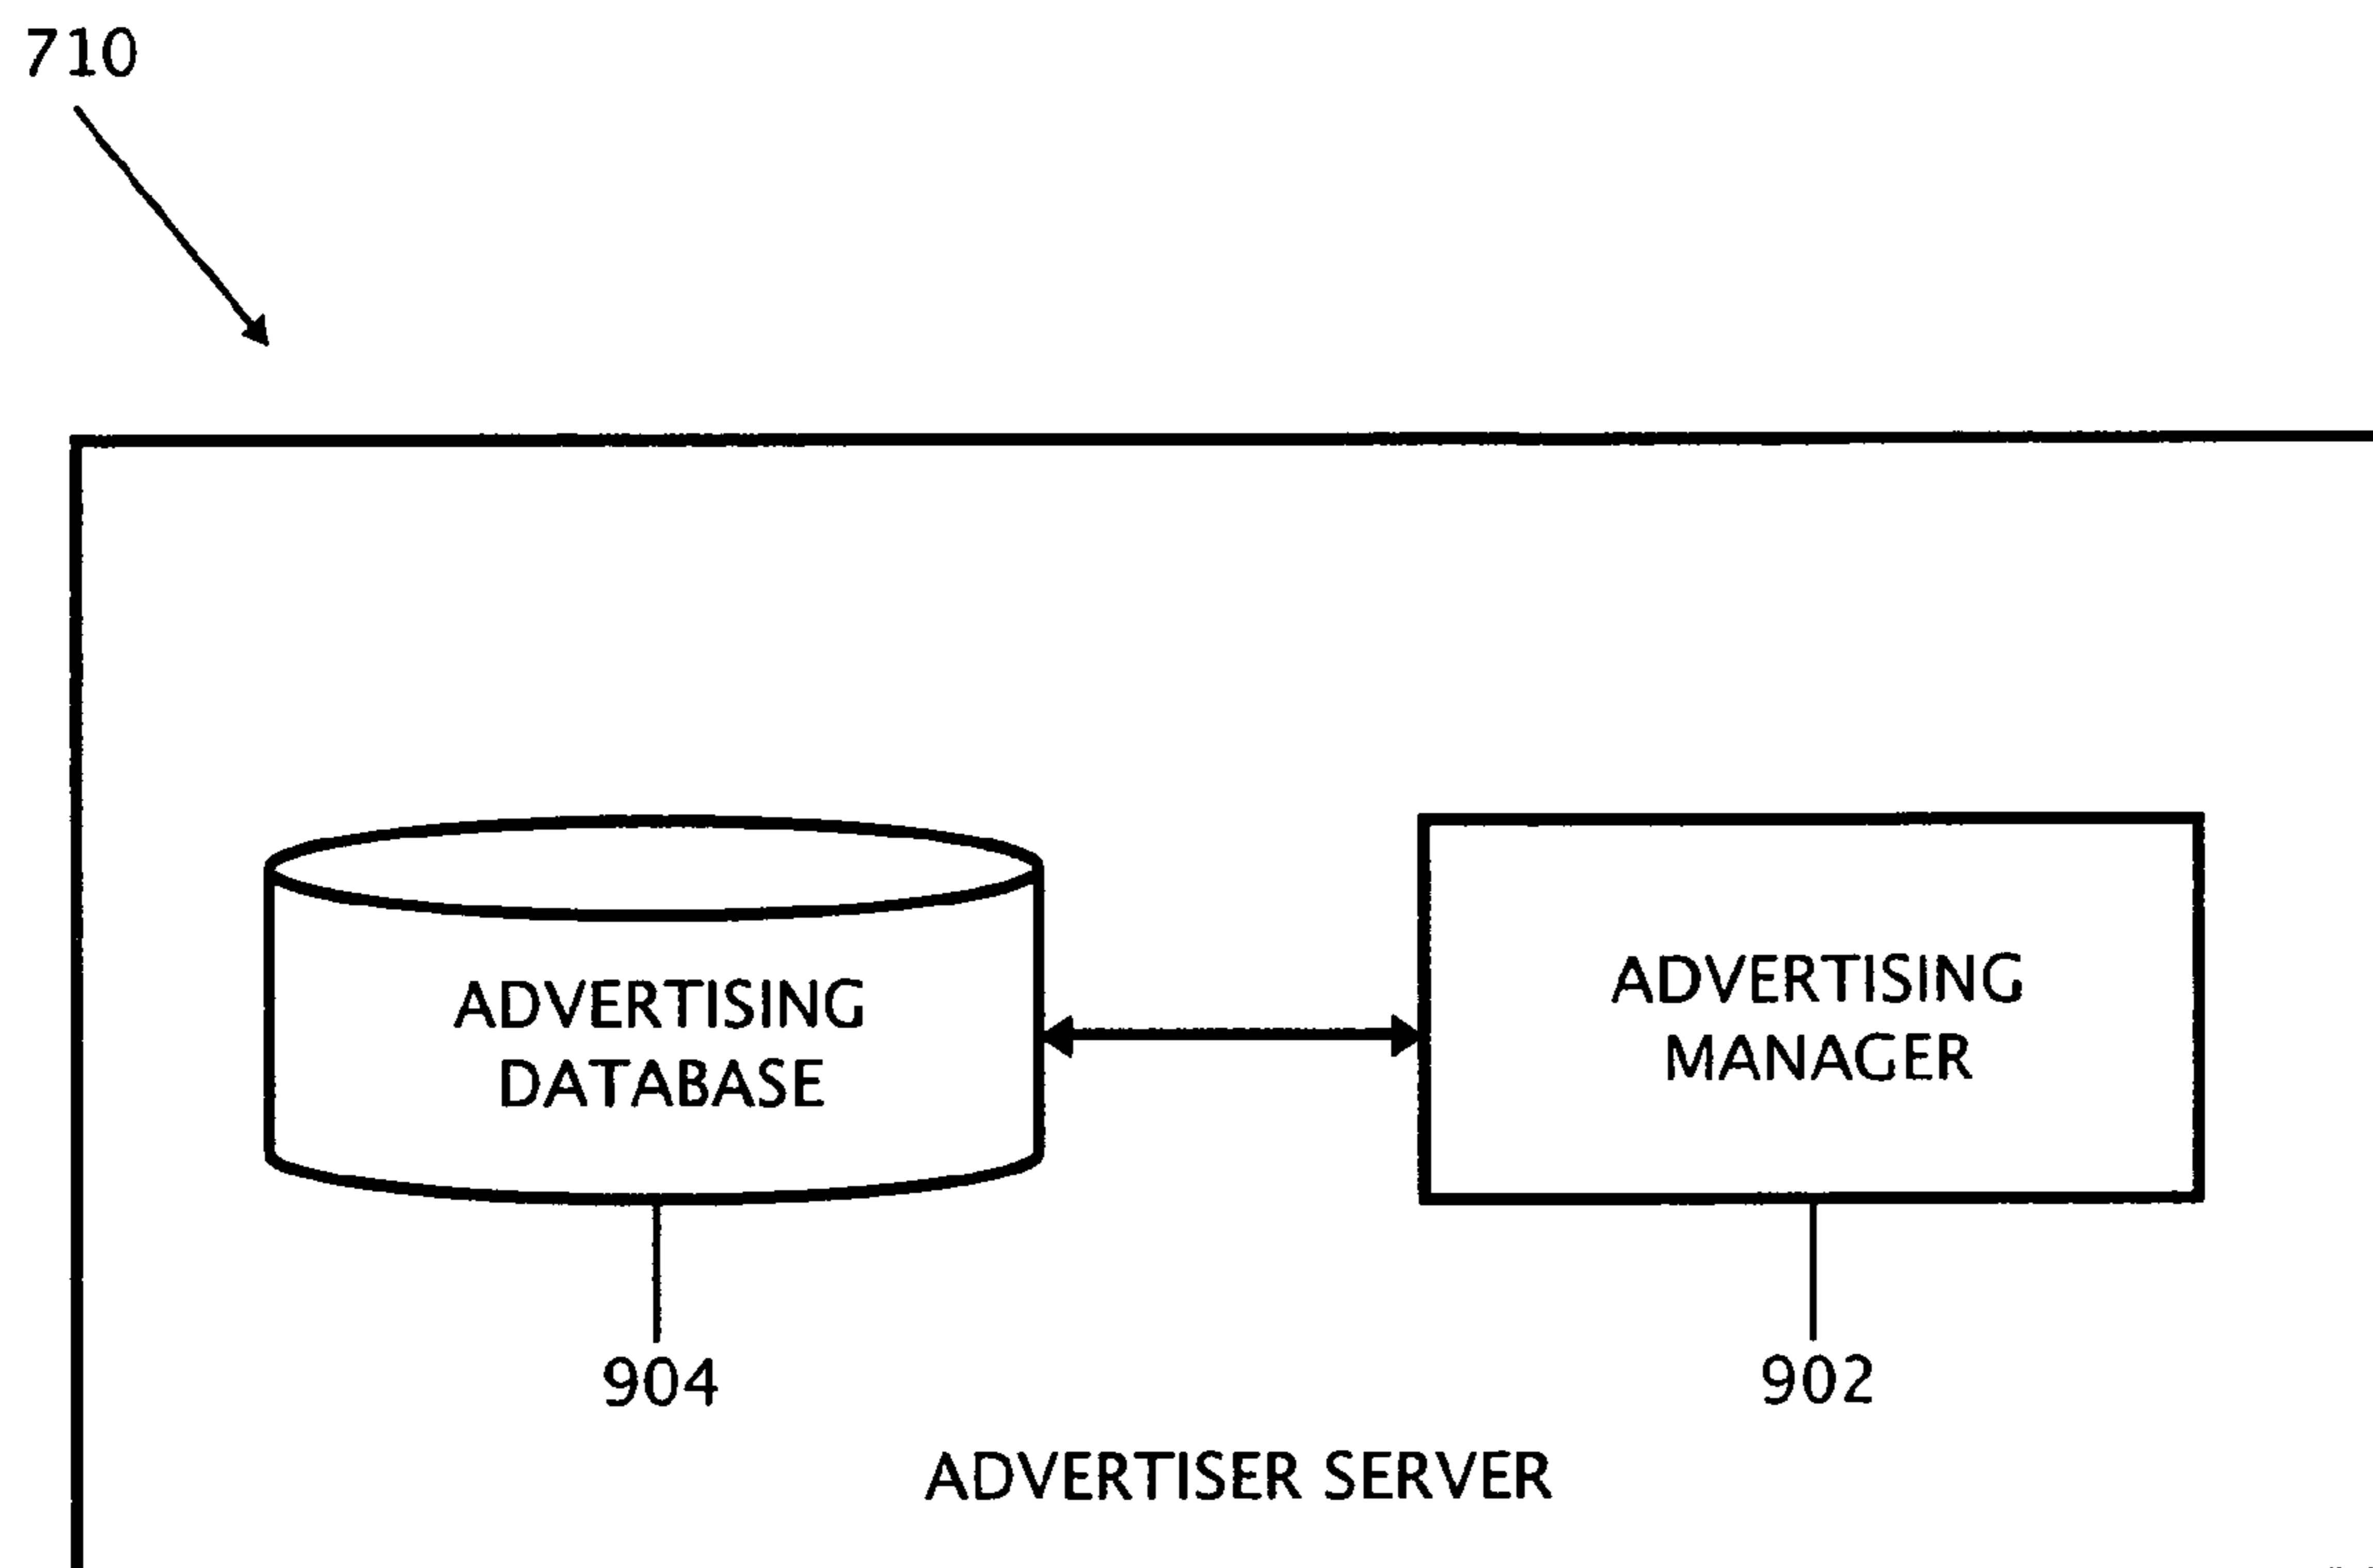 710
ADVERTISING
DATABASE
ADVERTISING
MANAGER
904
902
ADVERTISER SERVER